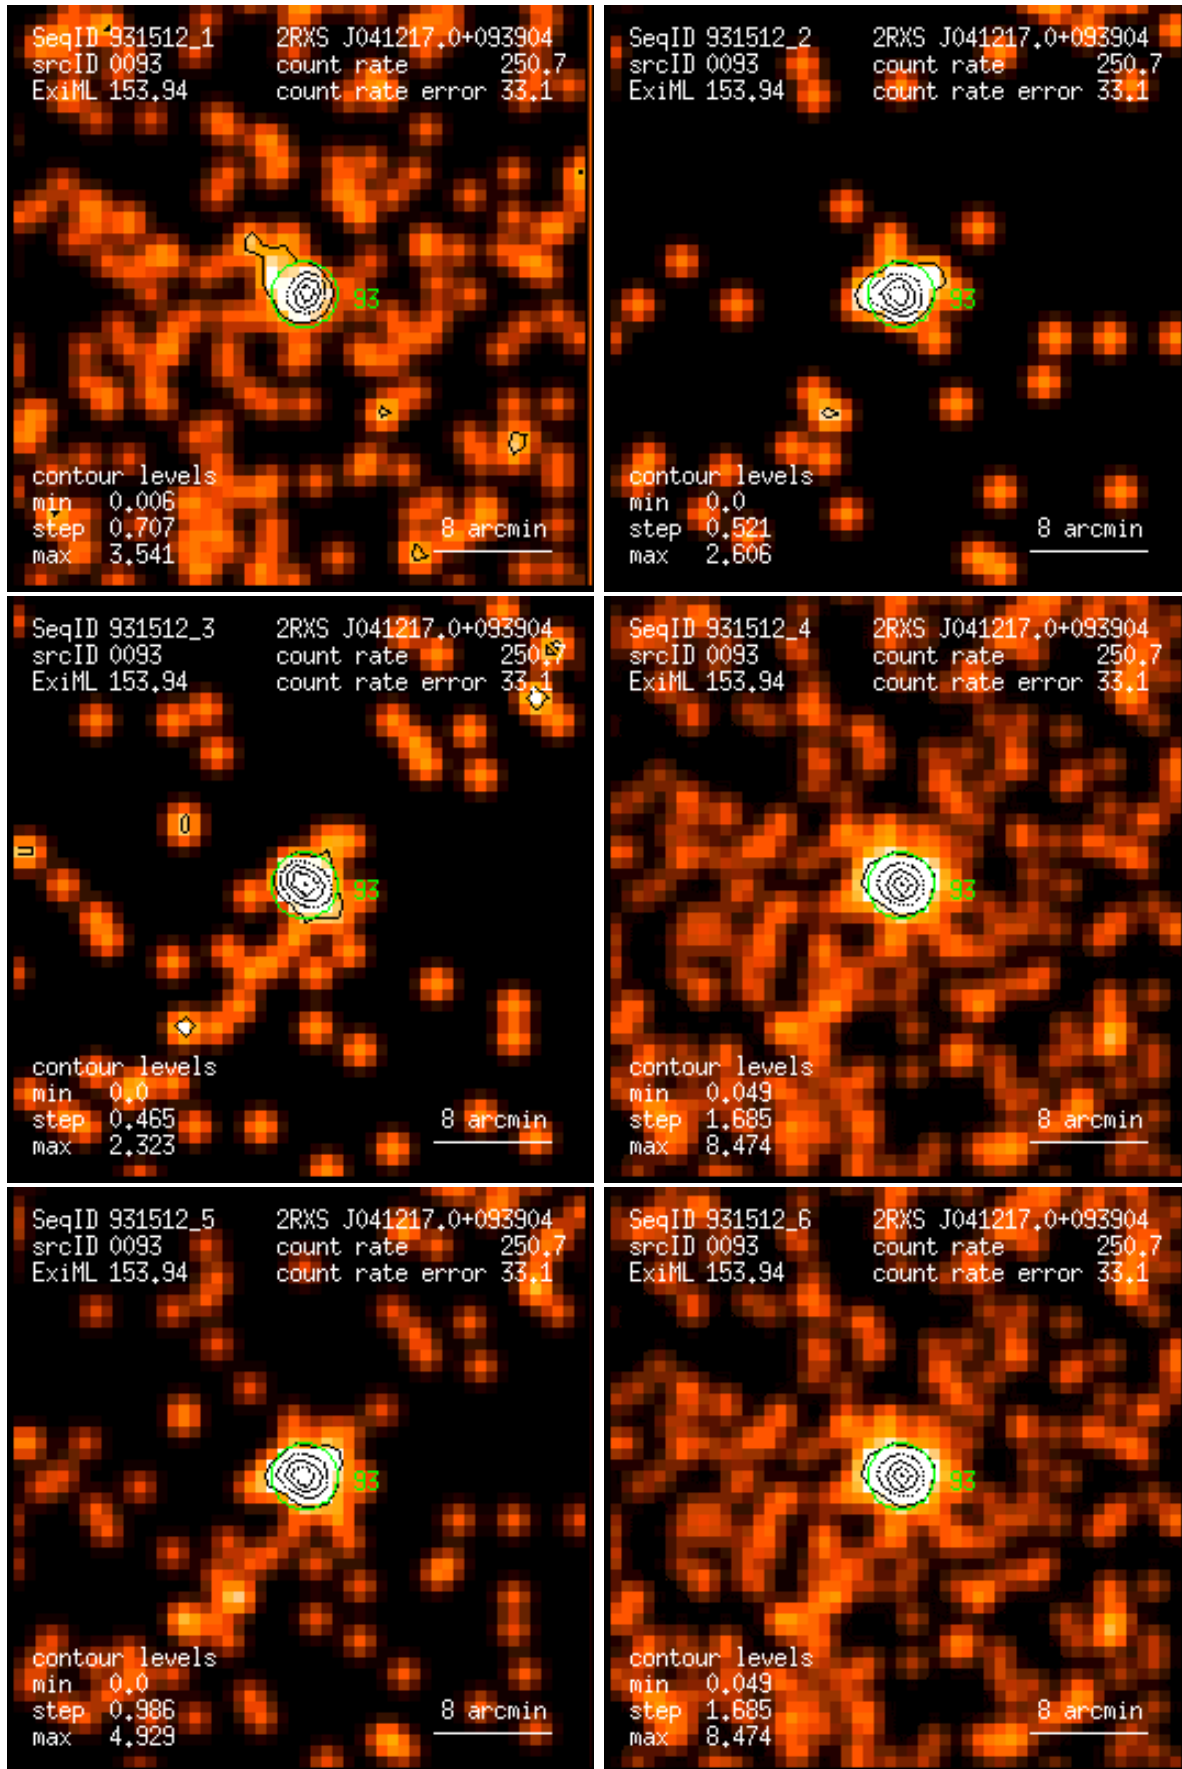 SeqID 931512_1 2RXS J041217.0+093904
srcID 0093 count rate 250.7
ExiML 153.94 count rate error 33.1
93
contour levels
min 0.006
step 0.707 8 arcmin
max 3.541
SeqID 931512_2 2RXS J041217.0+093904
srcID 0093 count rate 250.7
ExiML 153.94 count rate error 33.1
93
contour levels
min 0.0
step 0.521 8 arcmin
max 2.606
SeqID 931512_3 2RXS J041217.0+093904
srcID 0093 count rate 250.7
ExiML 153.94 count rate error 33.1
93
contour levels
min 0.0
step 0.465 8 arcmin
max 2.323
SeqID 931512_4 2RXS J041217.0+093904
srcID 0093 count rate 250.7
ExiML 153.94 count rate error 33.1
93
contour levels
min 0.049
step 1.685 8 arcmin
max 8.474
SeqID 931512_5 2RXS J041217.0+093904
srcID 0093 count rate 250.7
ExiML 153.94 count rate error 33.1
93
contour levels
min 0.0
step 0.986 8 arcmin
max 4.929
SeqID 931512_6 2RXS J041217.0+093904
srcID 0093 count rate 250.7
ExiML 153.94 count rate error 33.1
93
contour levels
min 0.049
step 1.685 8 arcmin
max 8.474